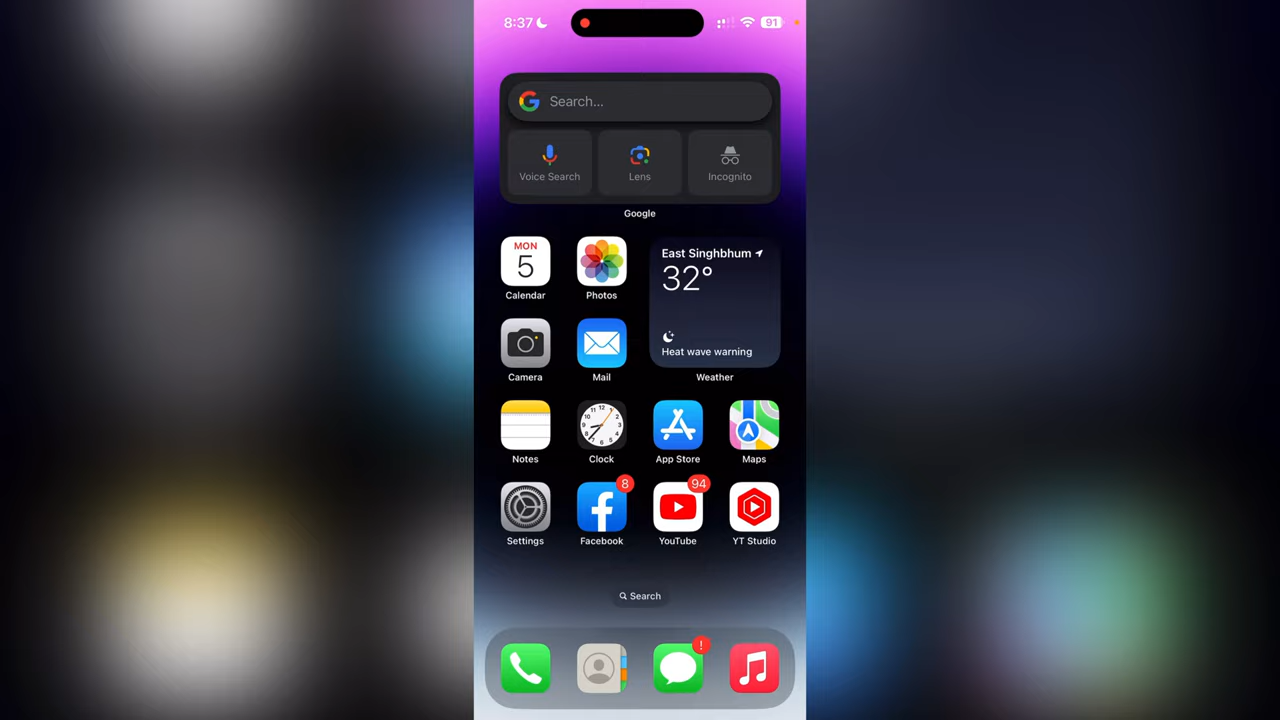 8:37
91
Search...
Voice Search
Lens
Incognito
Google
MON
5
Calendar
Photos
East Singhbhum
32°
Heat wave warning
Camera
Mail
Weather
Notes
Clock
App Store
Maps
8
94
Settings
Facebook
YouTube
YT Studio
Search
!